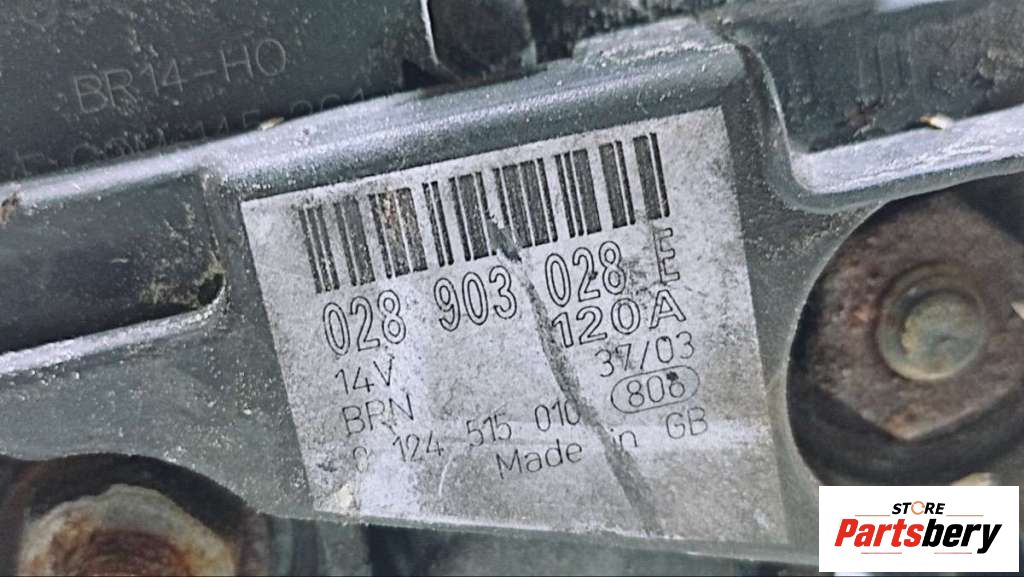 BR14-HO
028 903 028 E
14V 120A
BRN 37/03
0 124 515 010 808
Made in GB
STORE
Partsbery